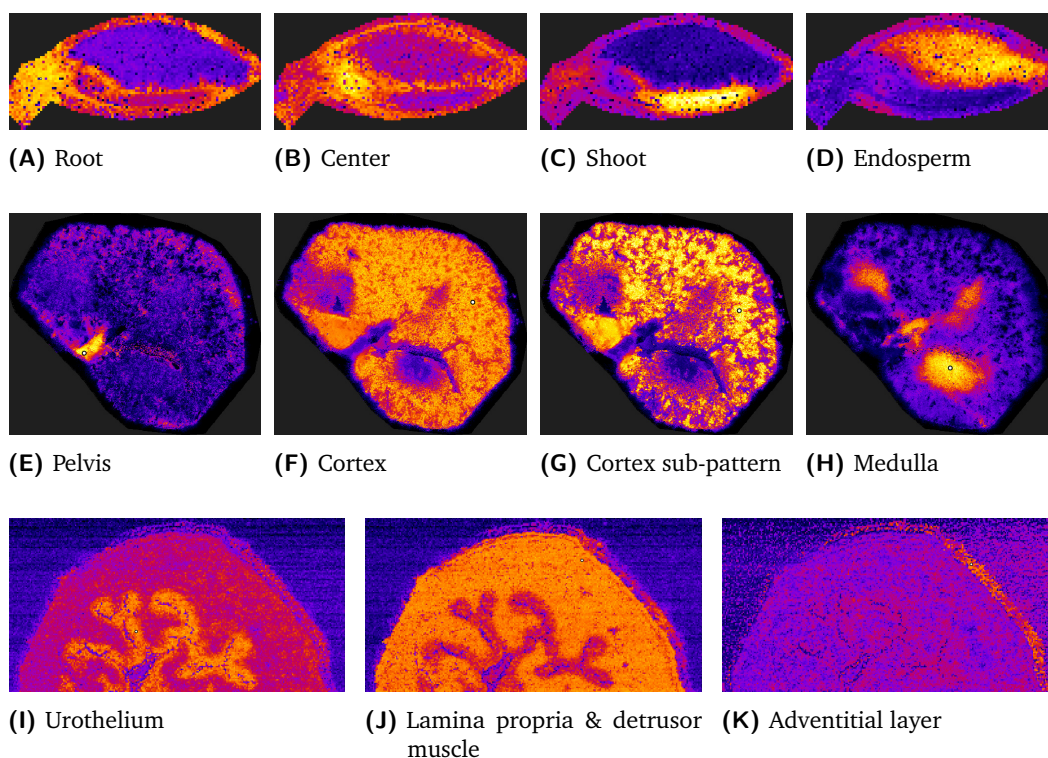 (A) Root
(B) Center
(C) Shoot
(D) Endosperm
(E) Pelvis
(F) Cortex
(G) Cortex sub-pattern
(H) Medulla
(I) Urothelium
(J) Lamina propria & detrusor
muscle
(K) Adventitial layer